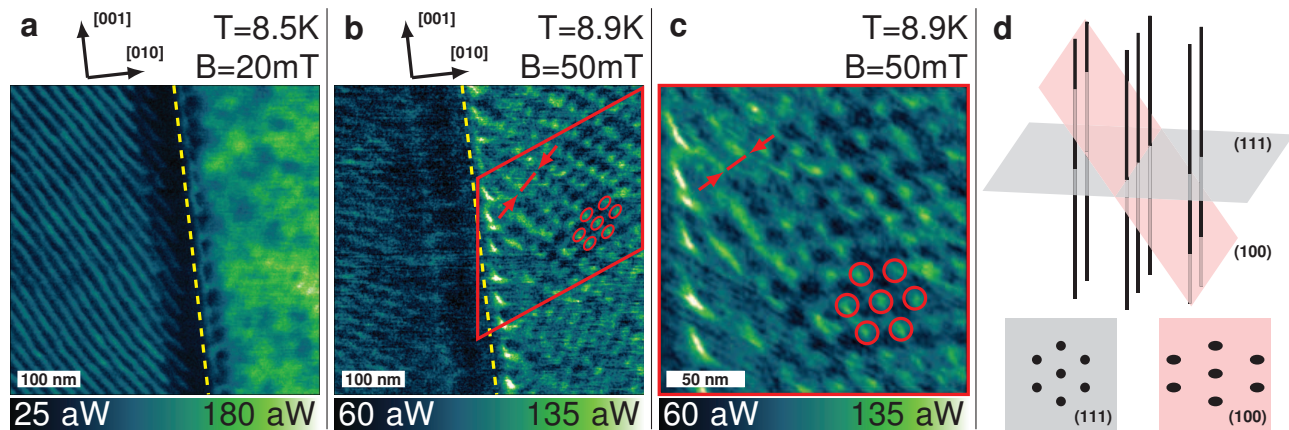 a
[001]
[010]
T=8.5K
B=20mT
100 nm
25 aW
180 aW
b
[001]
[010]
T=8.9K
B=50mT
100 nm
60 aW
135 aW
c
T=8.9K
B=50mT
50 nm
60 aW
135 aW
d
(111)
(100)
(111)
(100)